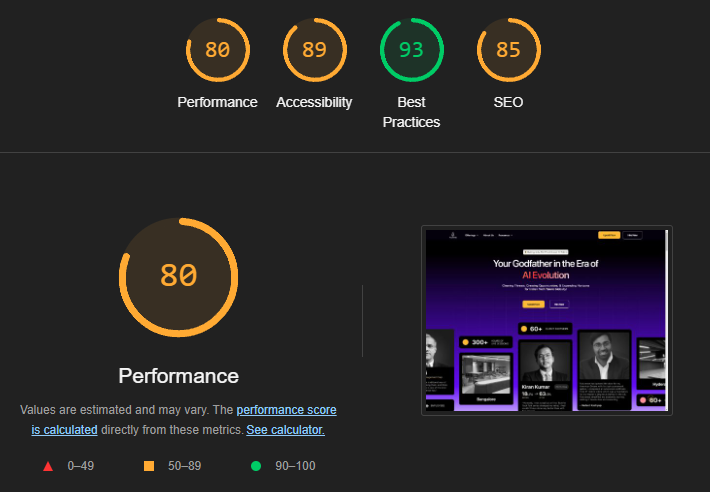 80
89
93
85
Performance
Accessibility
Best
Practices
SEO
80
Performance
Values are estimated and may vary. The performance score
is calculated directly from these metrics. See calculator.
0–49
50–89
90–100
Your Godfather in the Era of
AI Evolution
300+
60+
Kiran Kumar
Bangalore
60+